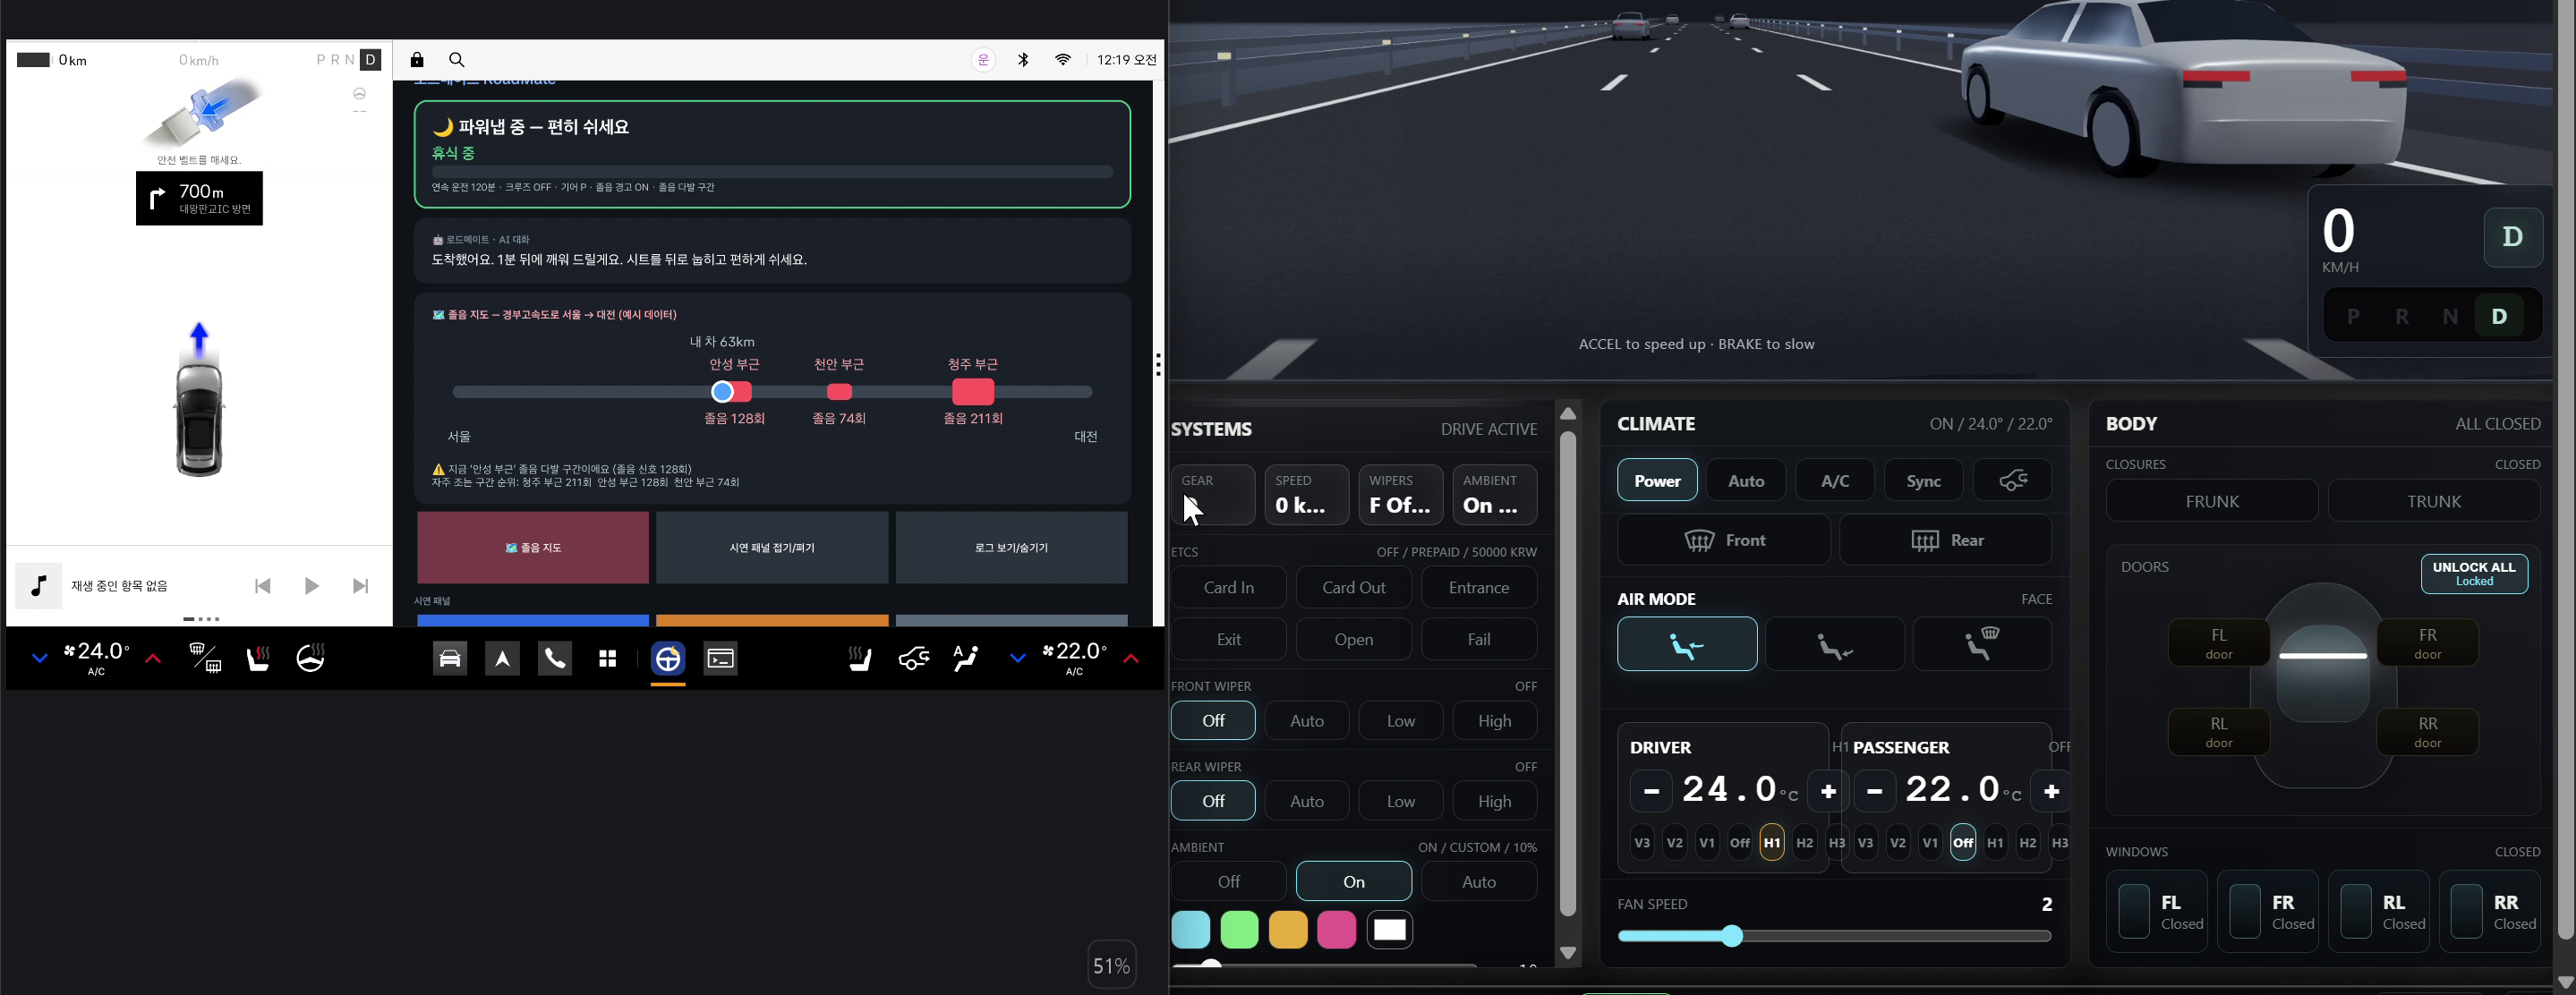 0 km
0 km/h
P R N D
안전 벨트를 매세요.
700 m
대왕판교IC 방면
재생 중인 항목 없음
운
12:19 오전
로드메이트 RoadMate
🌙 파워냅 중 — 편히 쉬세요
휴식 중
연속 운전 120분 · 크루즈 OFF · 기어 P · 졸음 경고 ON · 졸음 다발 구간
🤖 로드메이트 · AI 대화
도착했어요. 1분 뒤에 깨워 드릴게요. 시트를 뒤로 눕히고 편하게 쉬세요.
🗺️ 졸음 지도 — 경부고속도로 서울 → 대전 (예시 데이터)
내 차 63km
안성 부근 천안 부근 청주 부근
졸음 128회 졸음 74회 졸음 211회
서울 대전
⚠️ 지금 '안성 부근' 졸음 다발 구간이에요 (졸음 신호 128회)
자주 조는 구간 순위: 청주 부근 211회 안성 부근 128회 천안 부근 74회
🗺️ 졸음 지도
시연 패널 접기/펴기
로그 보기/숨기기
시연 패널
24.0°
A/C
A
22.0°
A/C
51%
0
KM/H
D
P R N D
ACCEL to speed up · BRAKE to slow
SYSTEMS DRIVE ACTIVE
GEAR SPEED WIPERS AMBIENT
0 k... F Of... On ...
ETCS OFF / PREPAID / 50000 KRW
Card In Card Out Entrance
Exit Open Fail
FRONT WIPER OFF
Off Auto Low High
REAR WIPER OFF
Off Auto Low High
AMBIENT ON / CUSTOM / 10%
Off On Auto
CLIMATE ON / 24.0° / 22.0°
Power Auto A/C Sync
Front Rear
AIR MODE FACE
DRIVER H1
24.0°C
V3 V2 V1 Off H1 H2 H3
PASSENGER OFF
22.0°C
V3 V2 V1 Off H1 H2 H3
FAN SPEED 2
BODY ALL CLOSED
CLOSURES CLOSED
FRUNK TRUNK
DOORS
UNLOCK ALL
Locked
FL
door
FR
door
RL
door
RR
door
WINDOWS CLOSED
FL
Closed
FR
Closed
RL
Closed
RR
Closed